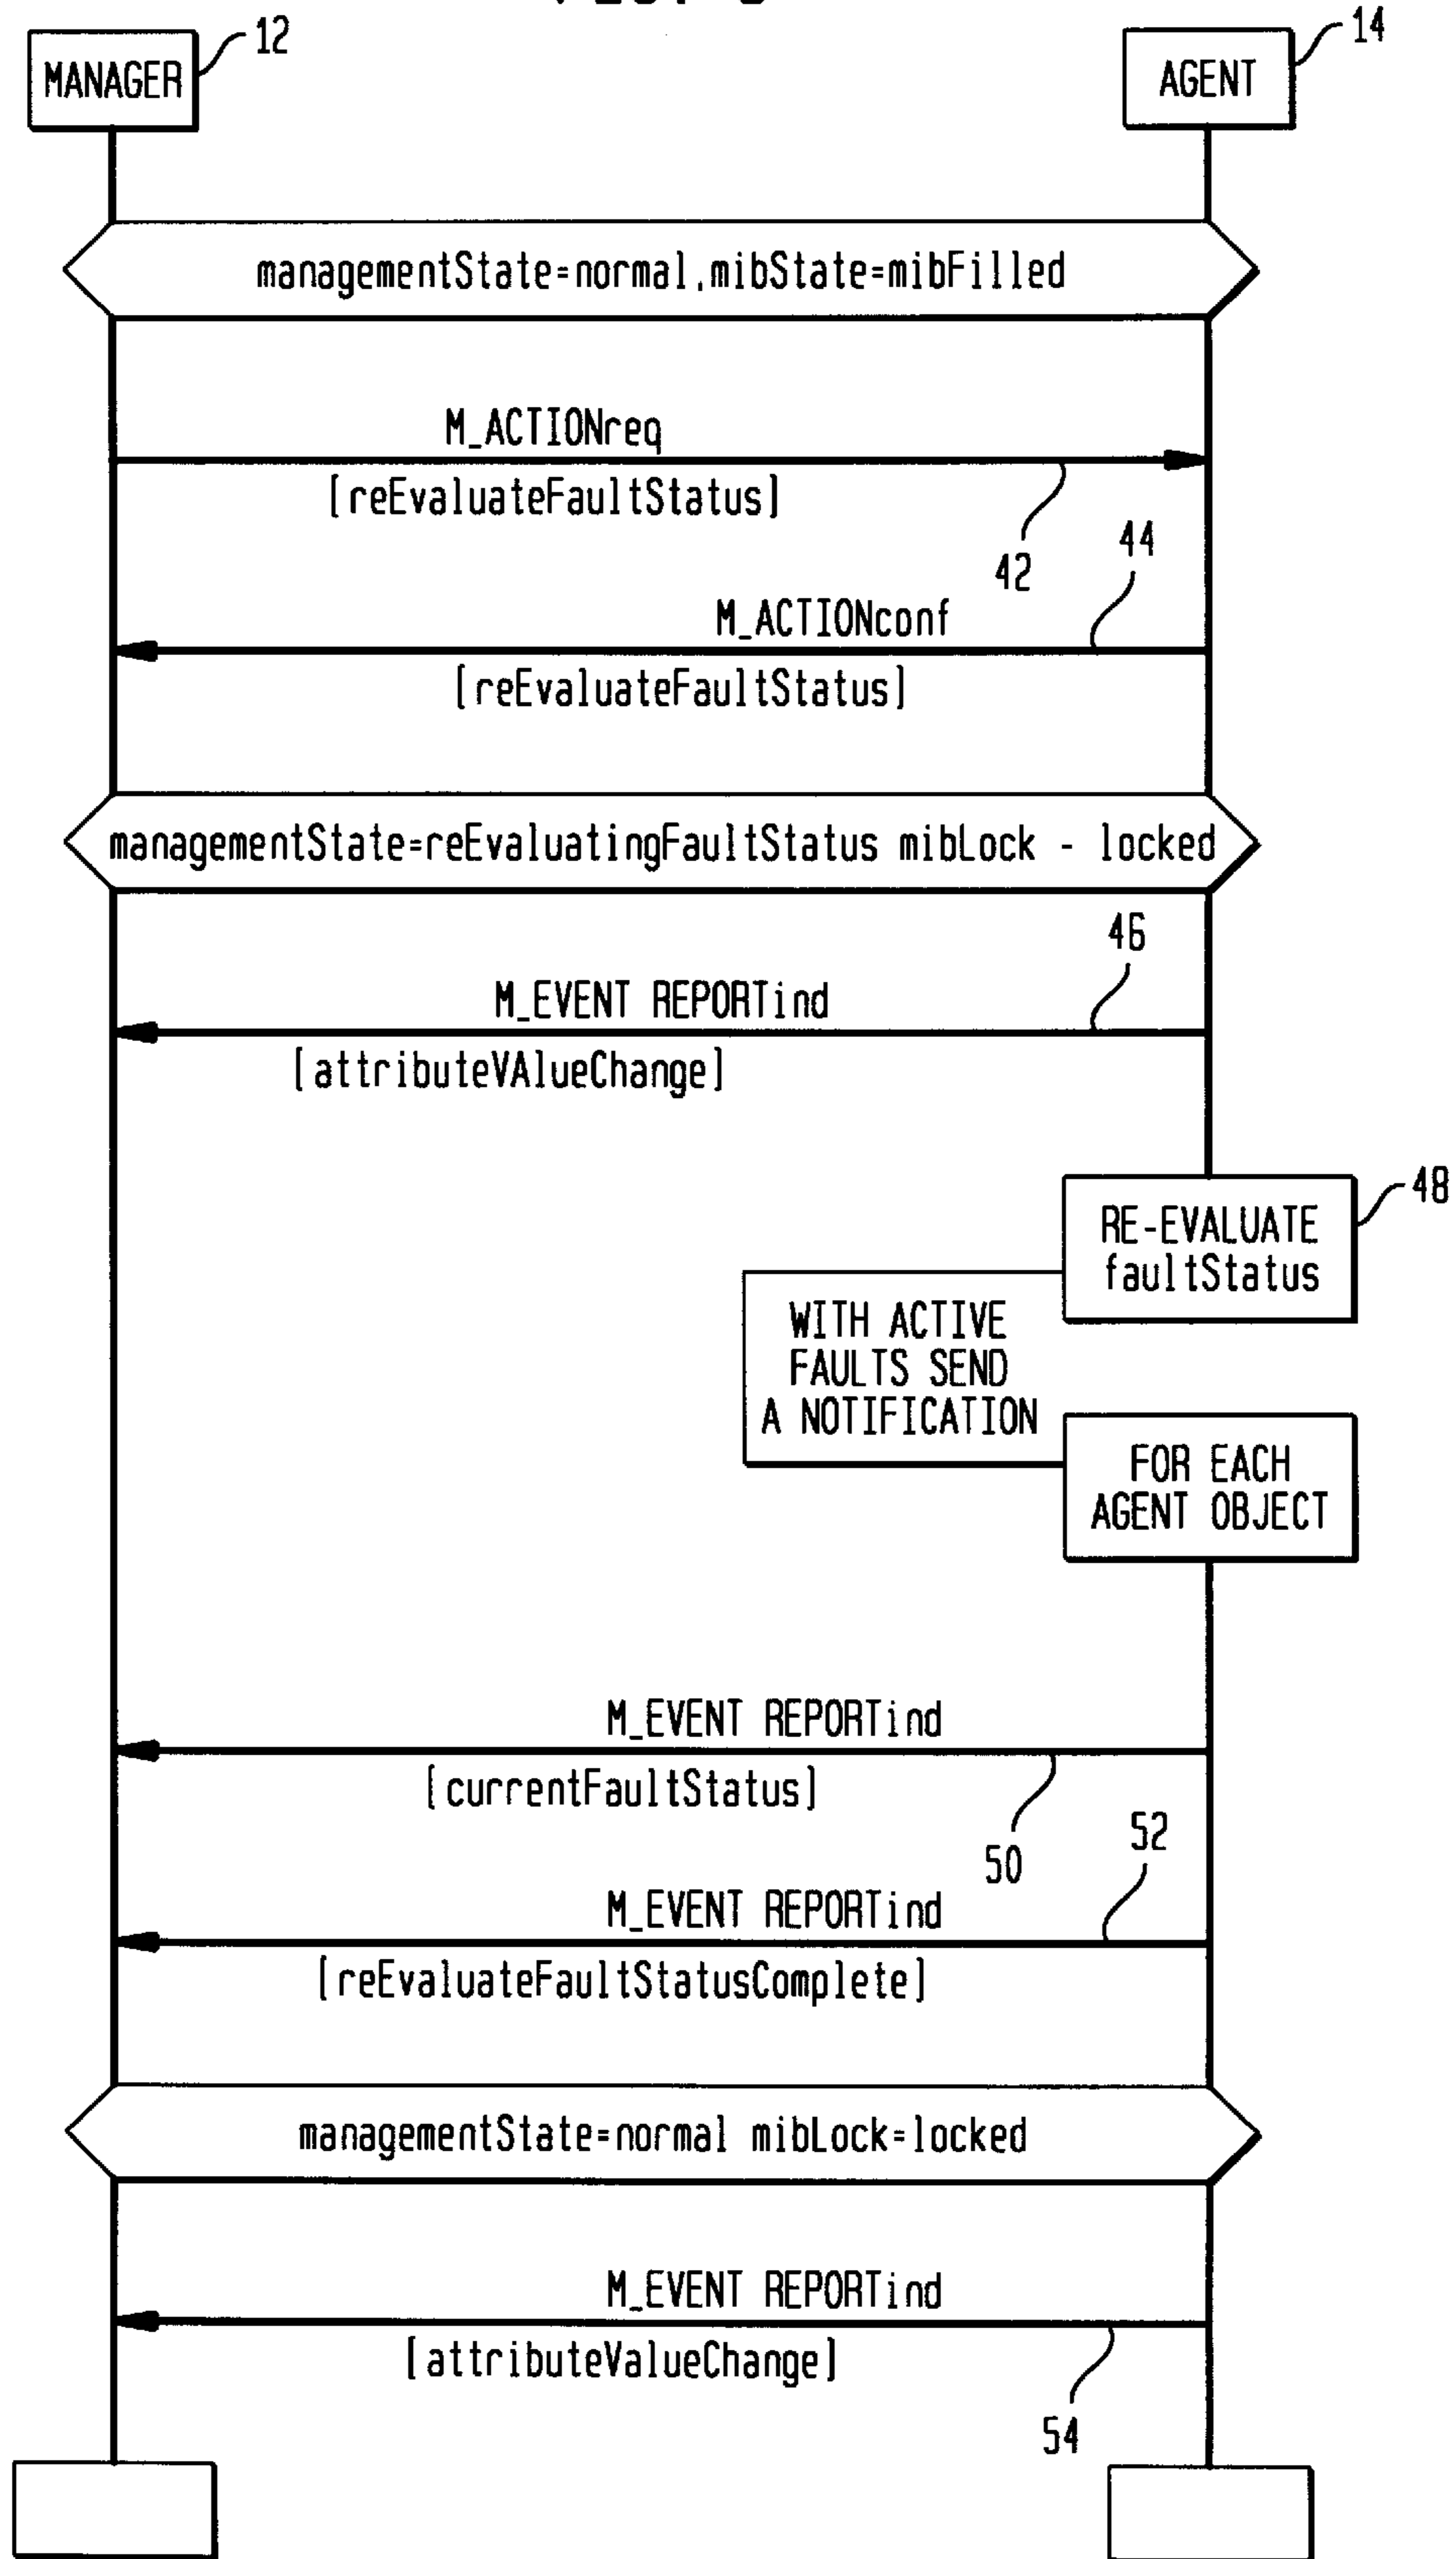 MANAGER
12
AGENT
14
managementState=normal,mibState=mibFilled
M_ACTIONreq
[reEvaluateFaultStatus]
42
44
M_ACTIONconf
[reEvaluateFaultStatus]
managementState=reEvaluatingFaultStatus mibLock - locked
46
M_EVENT REPORTind
[attributeVAlueChange]
48
RE-EVALUATE
faultStatus
WITH ACTIVE
FAULTS SEND
A NOTIFICATION
FOR EACH
AGENT OBJECT
M_EVENT REPORTind
[currentFaultStatus]
50
52
M_EVENT REPORTind
[reEvaluateFaultStatusComplete]
managementState=normal mibLock=locked
M_EVENT REPORTind
[attributeValueChange]
54